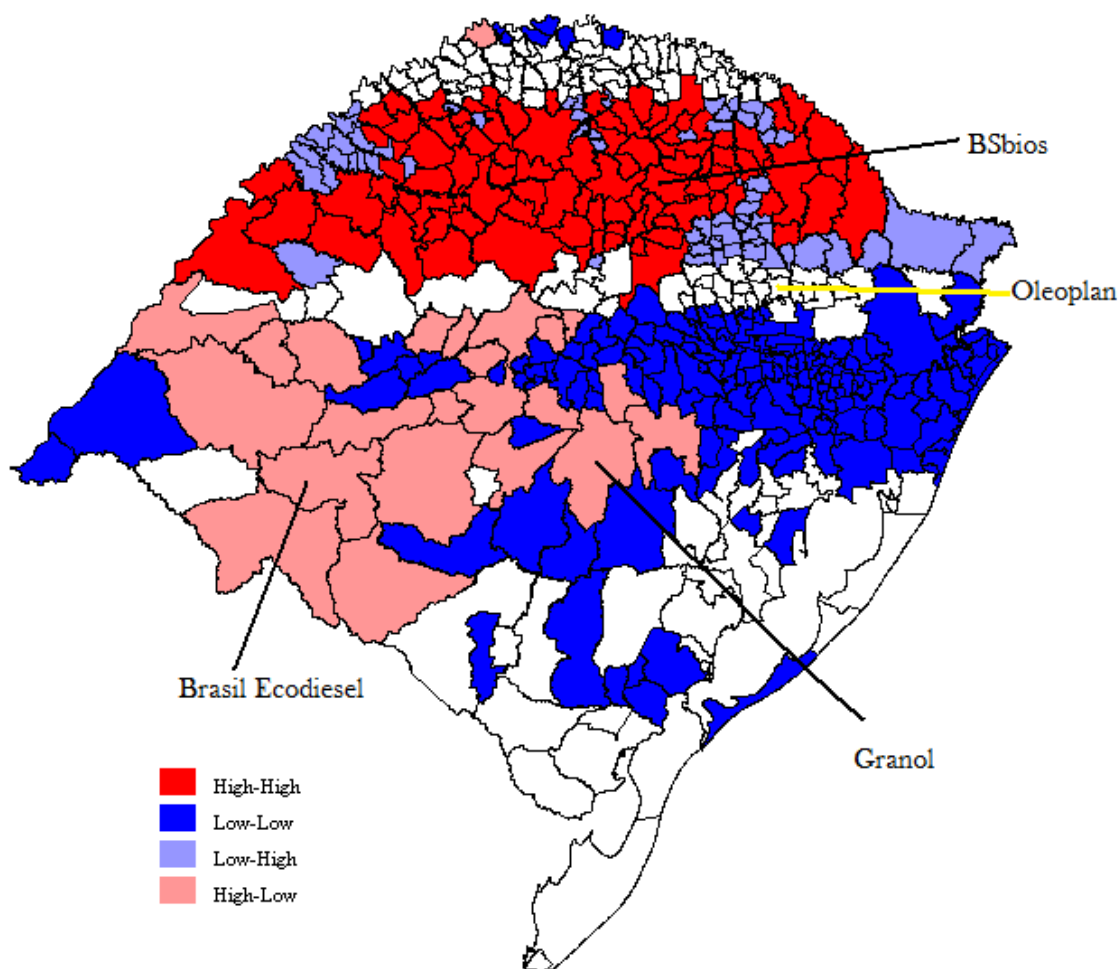 BSbios
Oleoplan
Brasil Ecodiesel
Granol
High-High
Low-Low
Low-High
High-Low